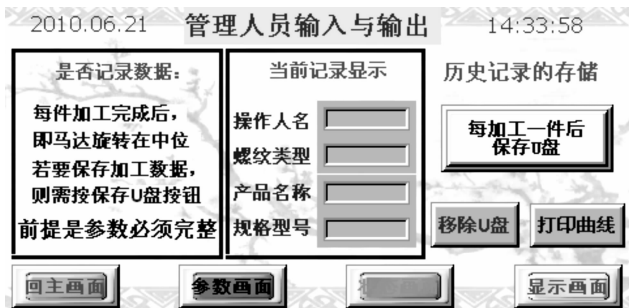 2010.06.21 管理人员输入与输出 14:33:58
是否记录数据：
每件加工完成后，
即马达旋转在中位
若要保存加工数据，
则需按保存U盘按钮
前提是参数必须完整
当前记录显示
操作人名
螺纹类型
产品名称
规格型号
历史记录的存储
每加工一件后
保存U盘
移除U盘 打印曲线
回主画面 参数画面 显示画面